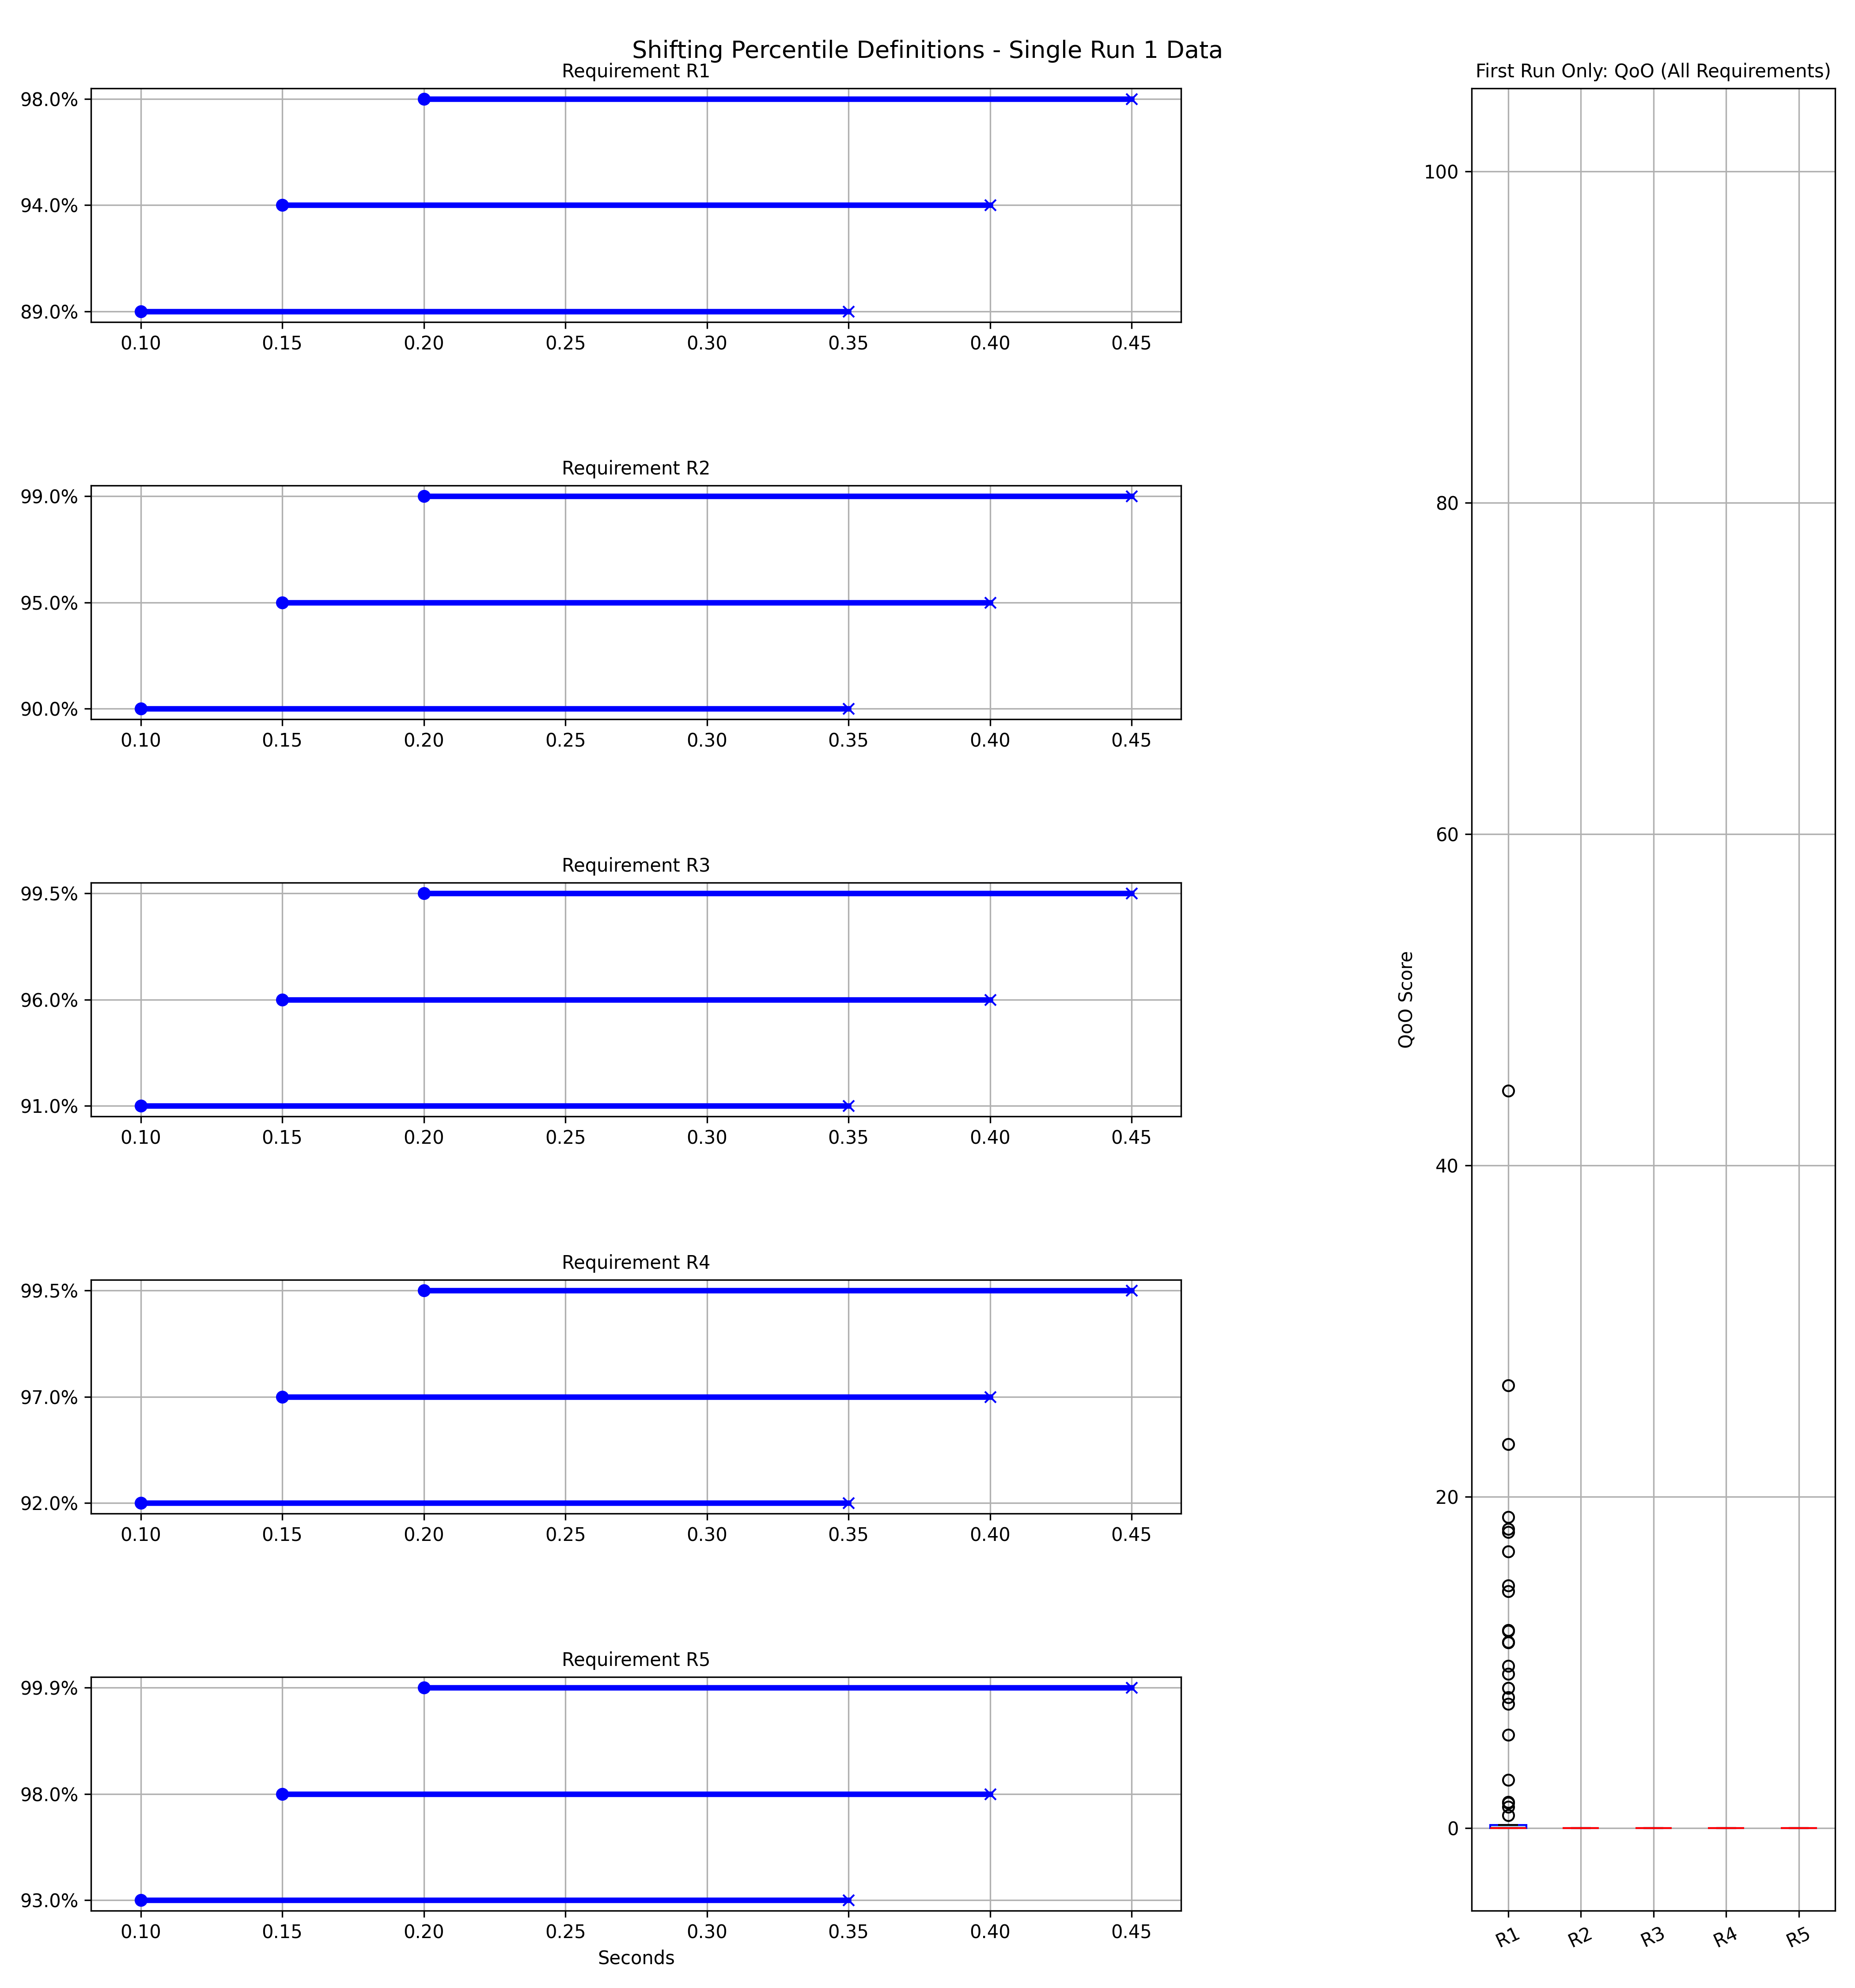 Shifting Percentile Definitions - Single Run 1 Data
Requirement R1
98.0%
94.0%
89.0%
0.10 0.15 0.20 0.25 0.30 0.35 0.40 0.45
Requirement R2
99.0%
95.0%
90.0%
0.10 0.15 0.20 0.25 0.30 0.35 0.40 0.45
Requirement R3
99.5%
96.0%
91.0%
0.10 0.15 0.20 0.25 0.30 0.35 0.40 0.45
Requirement R4
99.5%
97.0%
92.0%
0.10 0.15 0.20 0.25 0.30 0.35 0.40 0.45
Requirement R5
99.9%
98.0%
93.0%
0.10 0.15 0.20 0.25 0.30 0.35 0.40 0.45
Seconds
First Run Only: QoO (All Requirements)
100
80
60
40
20
0
QoO Score
R1 R2 R3 R4 R5